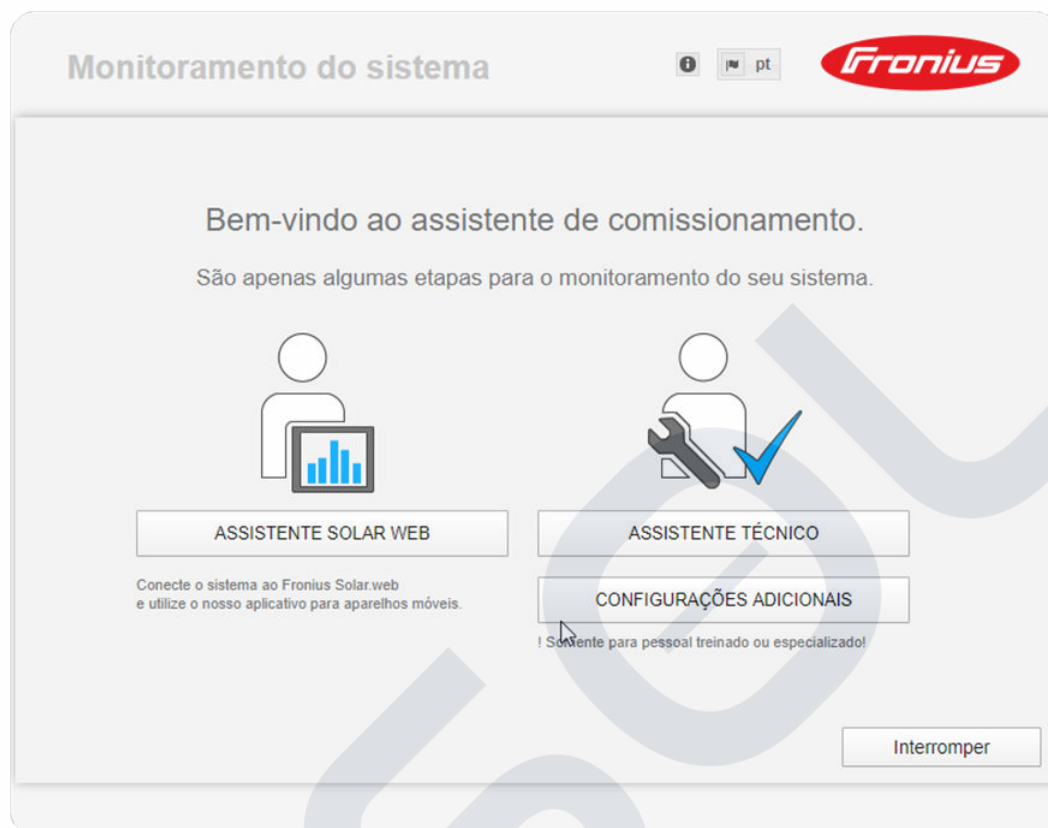 Monitoramento do sistema
pt
Fronius
Bem-vindo ao assistente de comissionamento.
São apenas algumas etapas para o monitoramento do seu sistema.
ASSISTENTE SOLAR WEB
Conecte o sistema ao Fronius Solar.web
e utilize o nosso aplicativo para aparelhos móveis.
ASSISTENTE TÉCNICO
CONFIGURAÇÕES ADICIONAIS
! Somente para pessoal treinado ou especializado!
Interromper